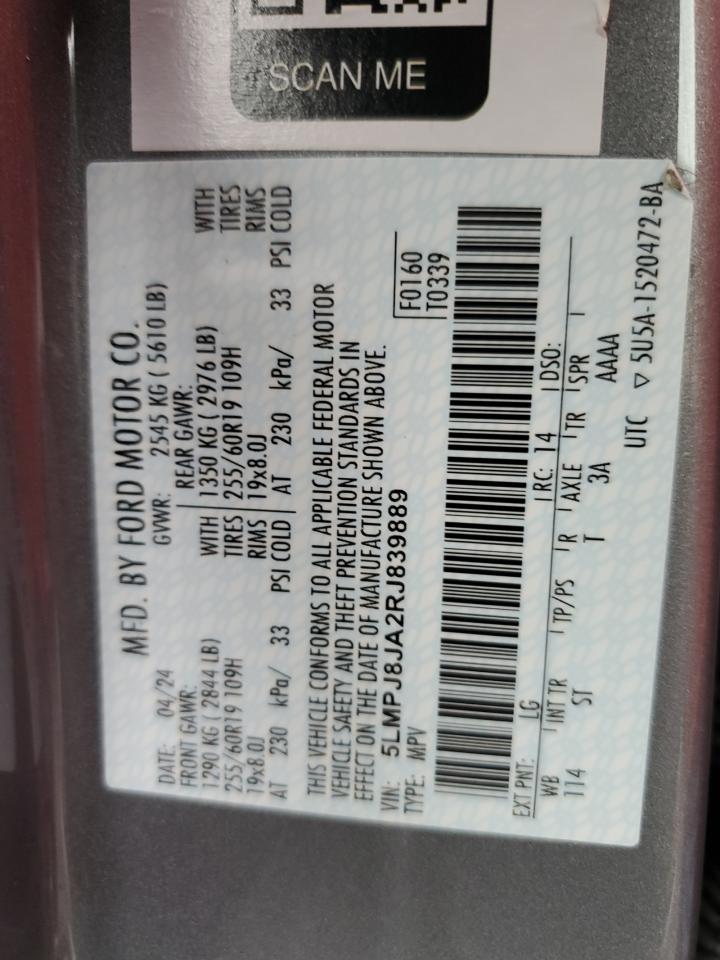 SCAN ME
MFD. BY FORD MOTOR CO.
DATE: 04/24 GVWR: 2545 KG ( 5610 LB)
FRONT GAWR: REAR GAWR:
1290 KG ( 2844 LB) WITH 1350 KG ( 2976 LB) WITH
255/60R19 109H TIRES 255/60R19 109H TIRES
19x8.0J RIMS 19x8.0J RIMS
AT 230 kPa/ 33 PSI COLD AT 230 kPa/ 33 PSI COLD
THIS VEHICLE CONFORMS TO ALL APPLICABLE FEDERAL MOTOR
VEHICLE SAFETY AND THEFT PREVENTION STANDARDS IN
EFFECT ON THE DATE OF MANUFACTURE SHOWN ABOVE.
VIN: 5LMPJ8JA2RJ839889 F0160
TYPE: MPV T0339
EXT PNT: LG RC: 14 DSO:
WB INT TR TP/PS R AXLE TR SPR
114 ST T 3A AAAA
UTC ▽ 5U5A-1520472-BA